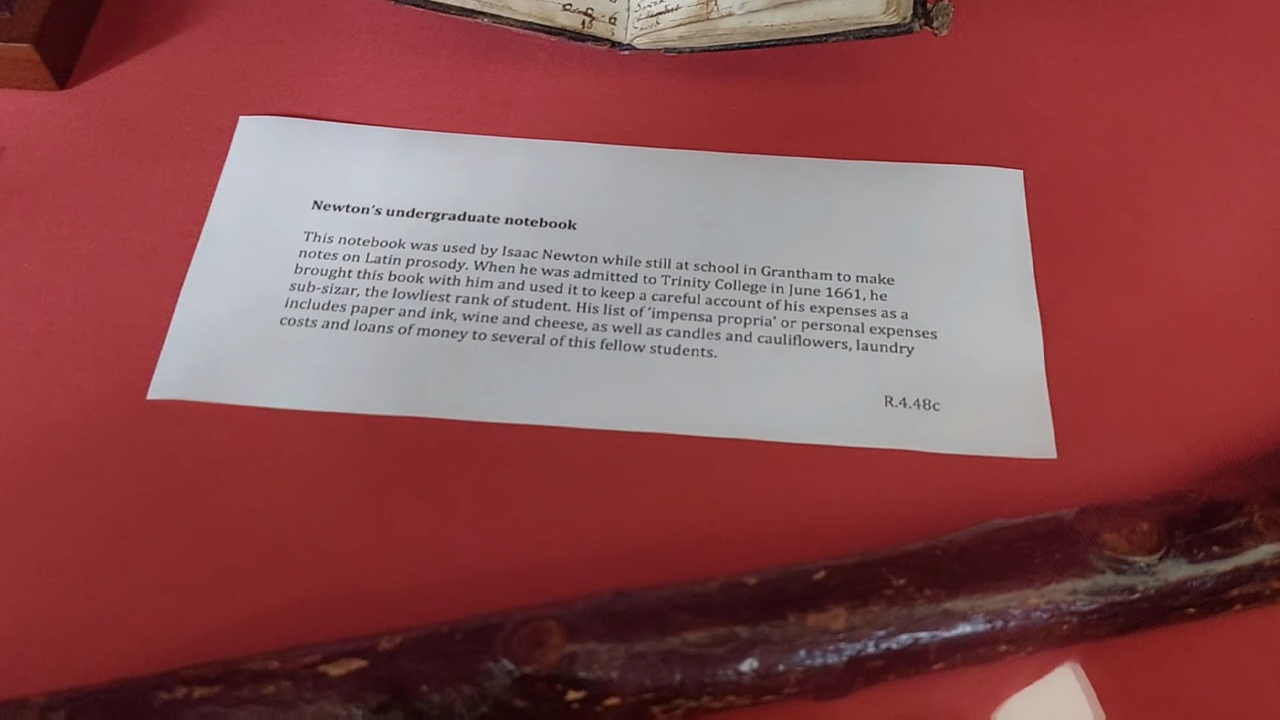 Newton's undergraduate notebook
This notebook was used by Isaac Newton while still at school in Grantham to make
notes on Latin prosody. When he was admitted to Trinity College in June 1661, he
brought this book with him and used it to keep a careful account of his expenses as a
sub-sizar, the lowliest rank of student. His list of 'impensa propria' or personal expenses
includes paper and ink, wine and cheese, as well as candles and cauliflowers, laundry
costs and loans of money to several of this fellow students.
R.4.48c